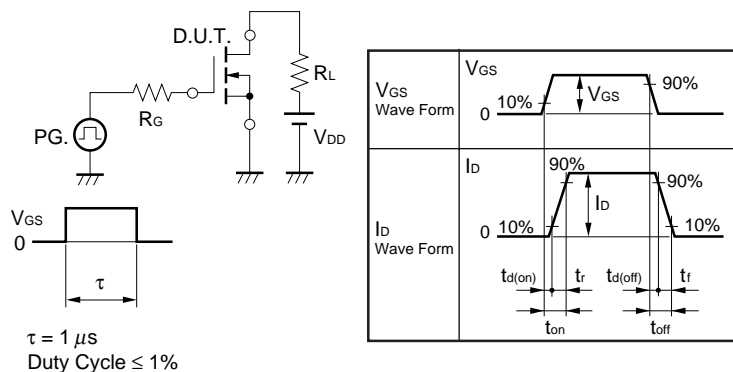 D.U.T.
RL
RG
PG.
VDD
VGS
0
τ
τ = 1 μs
Duty Cycle ≤ 1%
VGS
Wave Form
VGS
10%
0
VGS
90%
ID
Wave Form
ID
90%
90%
ID
0
10%
10%
td(on)
tr
td(off)
tf
ton
toff